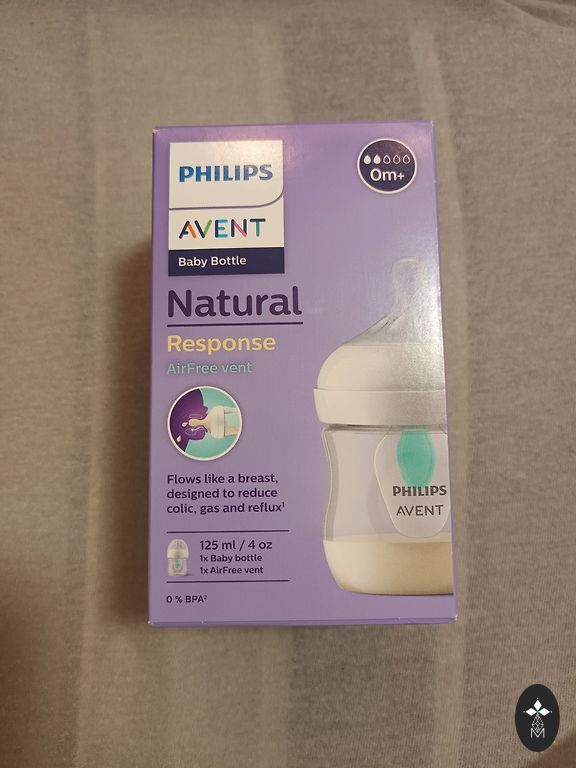 PHILIPS
AVENT
Baby Bottle
0m+
Natural
Response
AirFree vent
Flows like a breast,
designed to reduce
colic, gas and reflux¹
125 ml / 4 oz
1x Baby bottle
1x AirFree vent
0 % BPA²
PHILIPS
AVENT
M